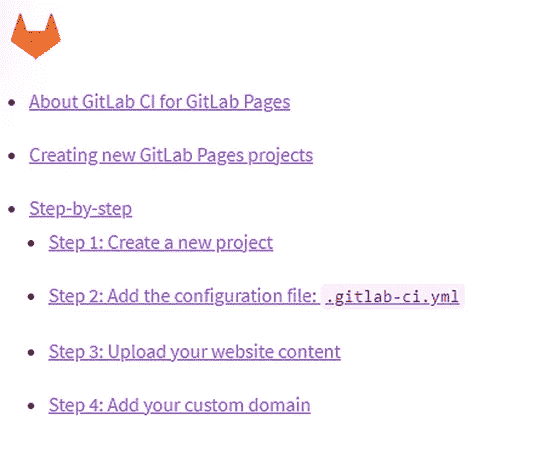 About GitLab CI for GitLab Pages
Creating new GitLab Pages projects
Step-by-step
Step 1: Create a new project
Step 2: Add the configuration file: .gitlab-ci.yml
Step 3: Upload your website content
Step 4: Add your custom domain